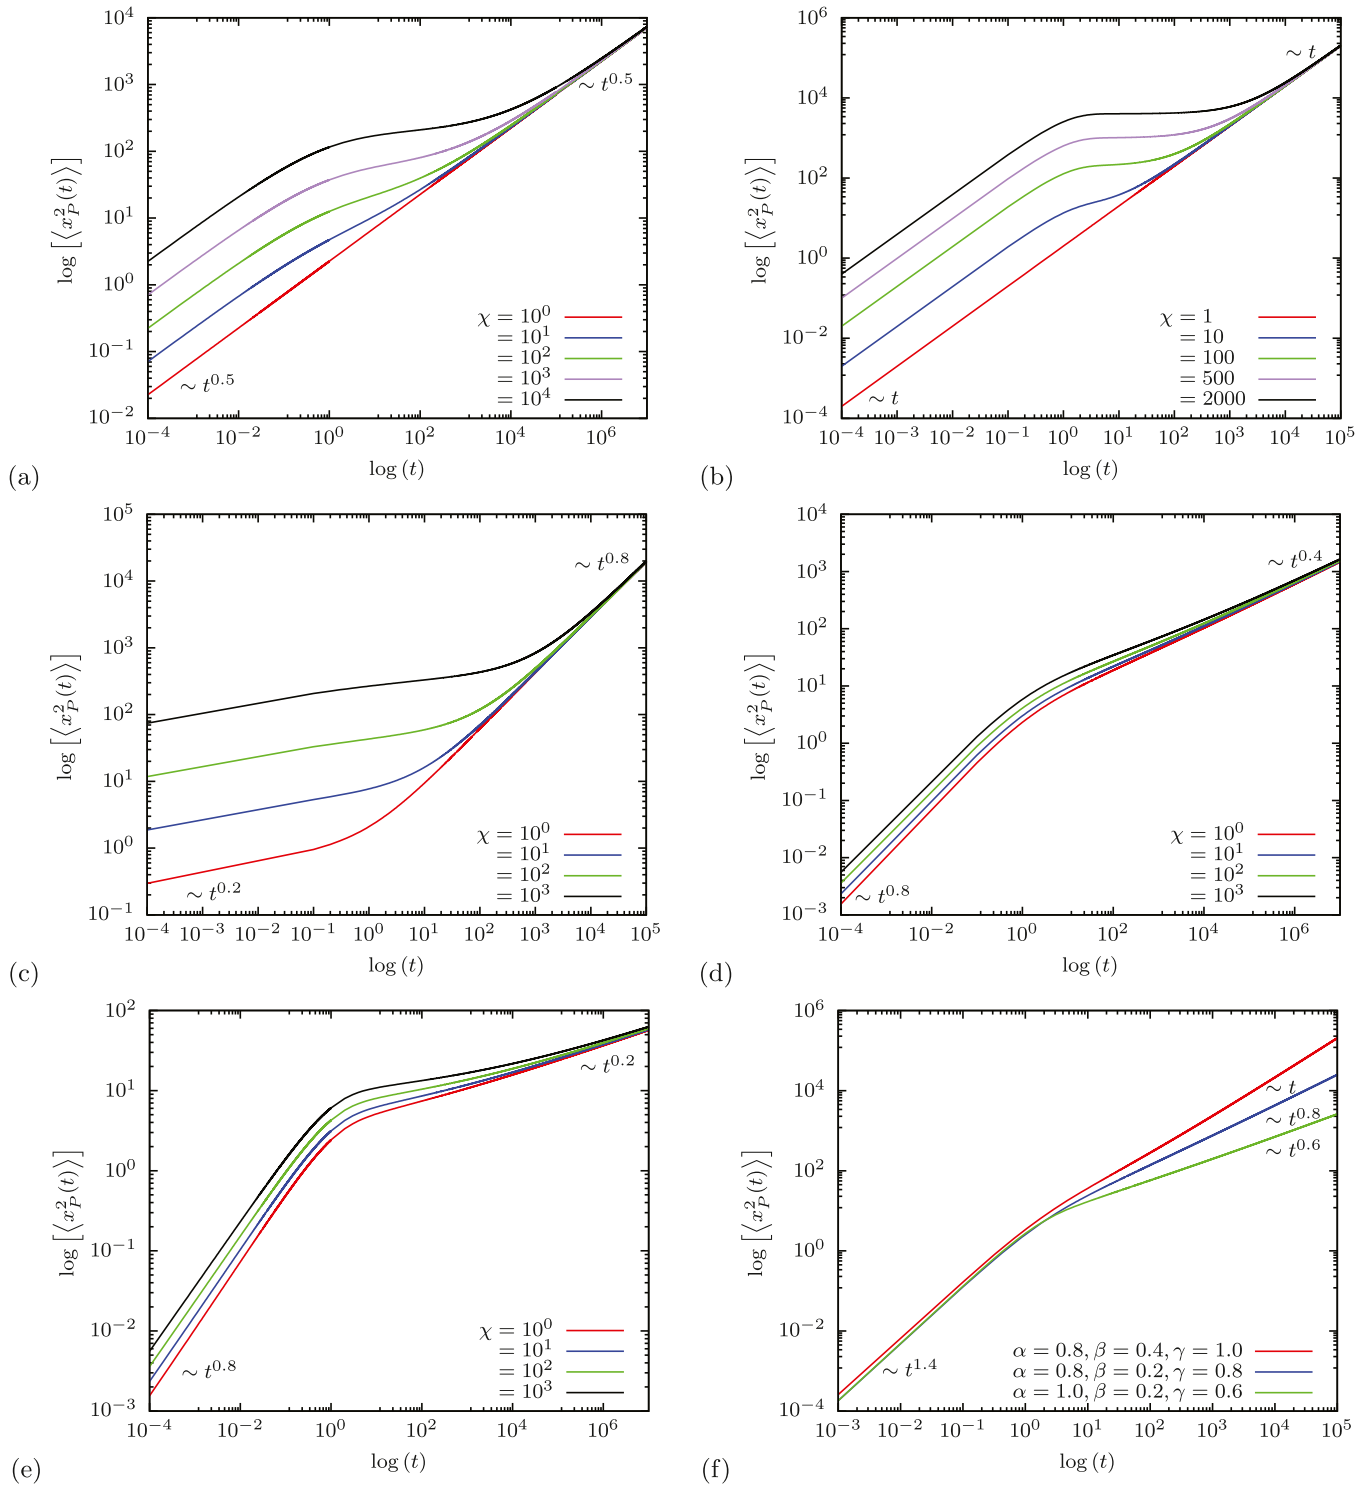 (a)
log [⟨x_P^2(t)⟩]
10^4
10^3
10^2
10^1
10^0
10^−1
10^−2
∼ t^0.5
∼ t^0.5
χ = 10^0
= 10^1
= 10^2
= 10^3
= 10^4
10^−4 10^−2 10^0 10^2 10^4 10^6
log (t)
(b)
log [⟨x_P^2(t)⟩]
10^6
10^4
10^2
10^0
10^−2
10^−4
∼ t
∼ t
χ = 1
= 10
= 100
= 500
= 2000
10^−4 10^−3 10^−2 10^−1 10^0 10^1 10^2 10^3 10^4 10^5
log (t)
(c)
log [⟨x_P^2(t)⟩]
10^5
10^4
10^3
10^2
10^1
10^0
10^−1
∼ t^0.8
∼ t^0.2
χ = 10^0
= 10^1
= 10^2
= 10^3
10^−4 10^−3 10^−2 10^−1 10^0 10^1 10^2 10^3 10^4 10^5
log (t)
(d)
log [⟨x_P^2(t)⟩]
10^4
10^3
10^2
10^1
10^0
10^−1
10^−2
10^−3
∼ t^0.4
∼ t^0.8
χ = 10^0
= 10^1
= 10^2
= 10^3
10^−4 10^−2 10^0 10^2 10^4 10^6
log (t)
(e)
log [⟨x_P^2(t)⟩]
10^2
10^1
10^0
10^−1
10^−2
10^−3
∼ t^0.2
∼ t^0.8
χ = 10^0
= 10^1
= 10^2
= 10^3
10^−4 10^−2 10^0 10^2 10^4 10^6
log (t)
(f)
log [⟨x_P^2(t)⟩]
10^6
10^4
10^2
10^0
10^−2
10^−4
∼ t
∼ t^0.8
∼ t^0.6
∼ t^1.4
α = 0.8, β = 0.4, γ = 1.0
α = 0.8, β = 0.2, γ = 0.8
α = 1.0, β = 0.2, γ = 0.6
10^−3 10^−2 10^−1 10^0 10^1 10^2 10^3 10^4 10^5
log (t)